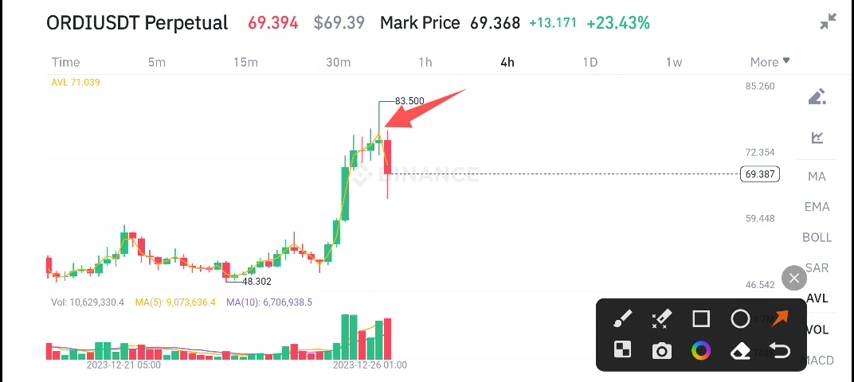 ORDIUSDT Perpetual 69.394 $69.39 Mark Price 69.368 +13.171 +23.43%
Time 5m 15m 30m 1h 4h 1D 1w More
AVL 71.039
85.260
83.500
72.354
69.387
BINANCE
MA
EMA
59.448
BOLL
SAR
48.302
46.542
AVL
Vol: 10,629,330.4 MA(5): 9,073,636.4 MA(10): 6,706,938.5
VOL
MACD
2023-12-21 05:00 2023-12-26 01:00